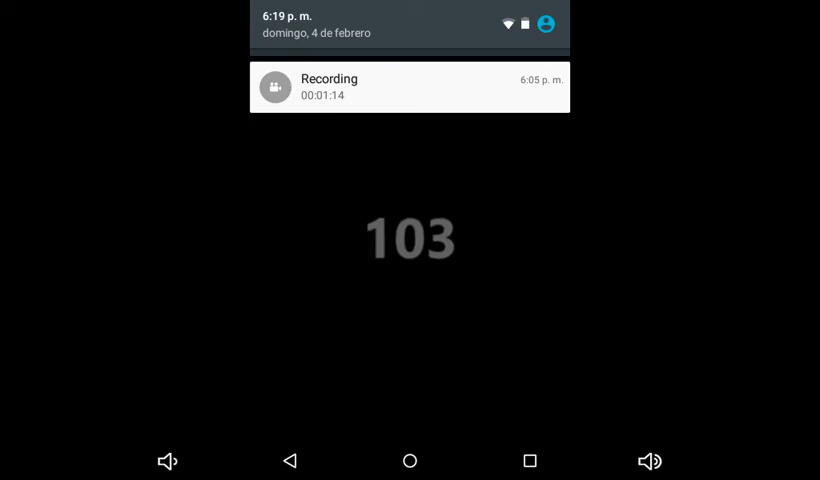 6:19 p. m.
domingo, 4 de febrero
Recording
6:05 p. m.
00:01:14
103